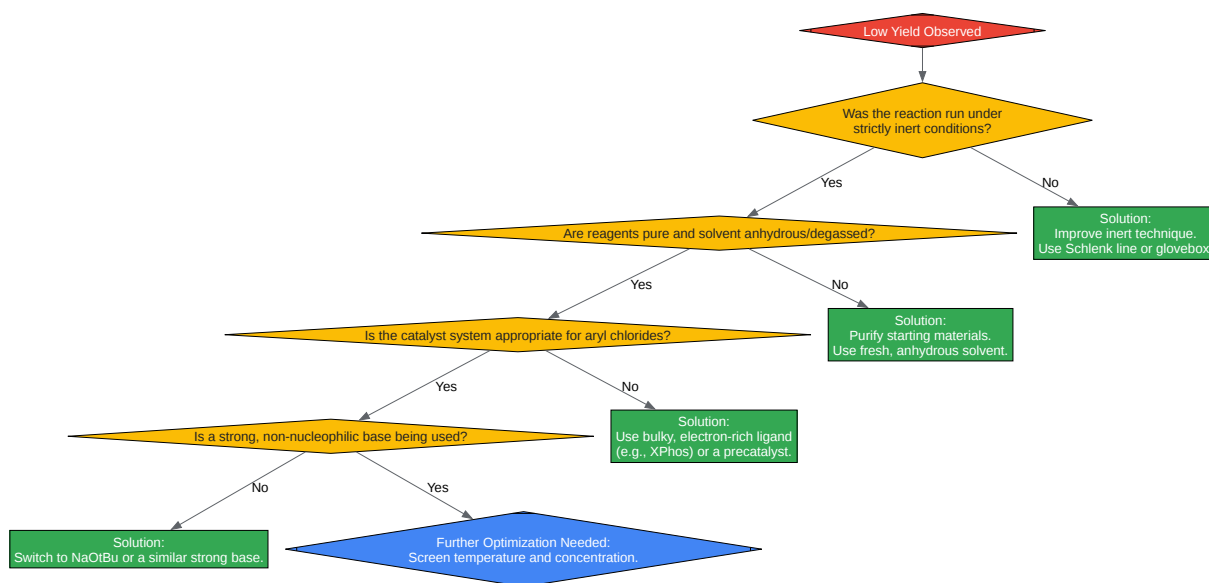 Low Yield Observed
Was the reaction run under
strictly inert conditions?
Yes
No
Solution:
Improve inert technique.
Use Schlenk line or glovebox
Are reagents pure and solvent anhydrous/degassed?
Yes
No
Solution:
Purify starting materials.
Use fresh, anhydrous solvent.
Is the catalyst system appropriate for aryl chlorides?
Yes
No
Solution:
Use bulky, electron-rich ligand
(e.g., XPhos) or a precatalyst.
Is a strong, non-nucleophilic base being used?
No
Yes
Solution:
Switch to NaOtBu or a similar strong base.
Further Optimization Needed:
Screen temperature and concentration.